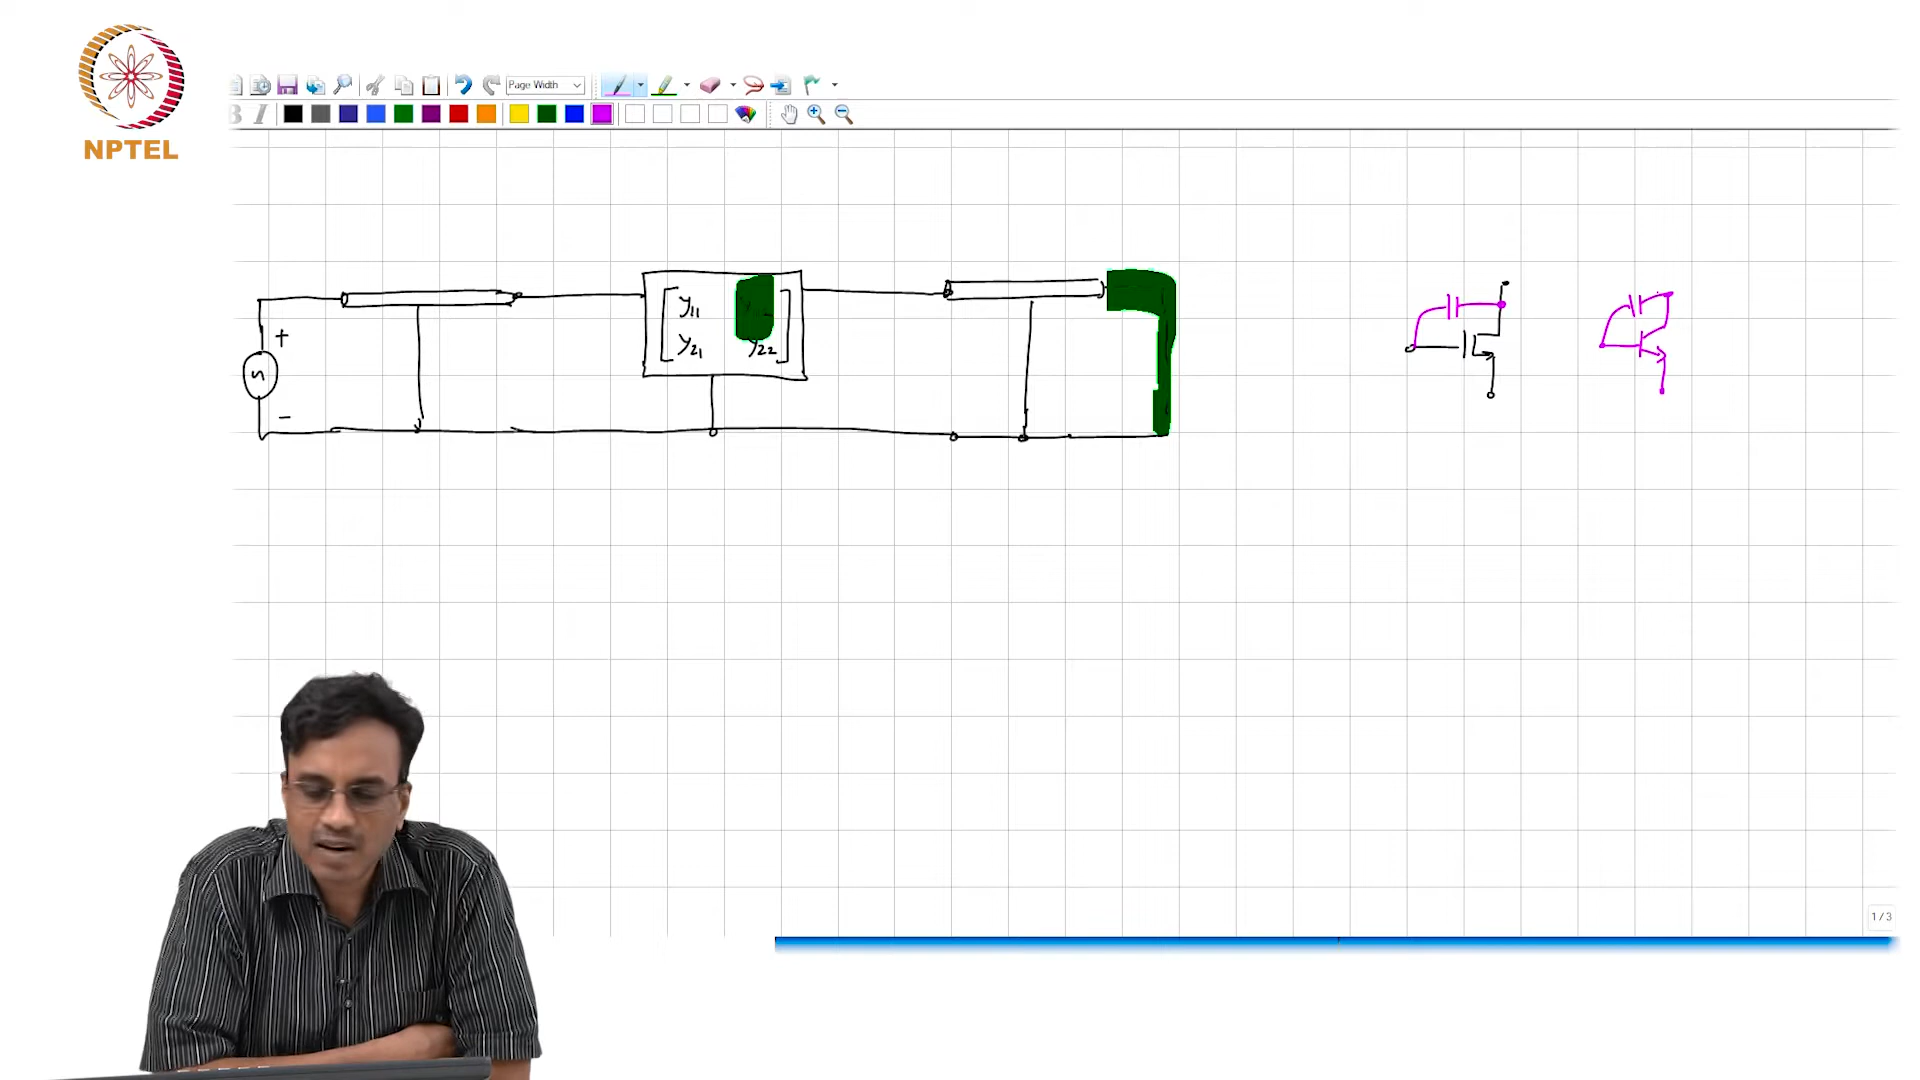 NPTEL
Page Width
B I
+
y11
y21 y22
-
1/3